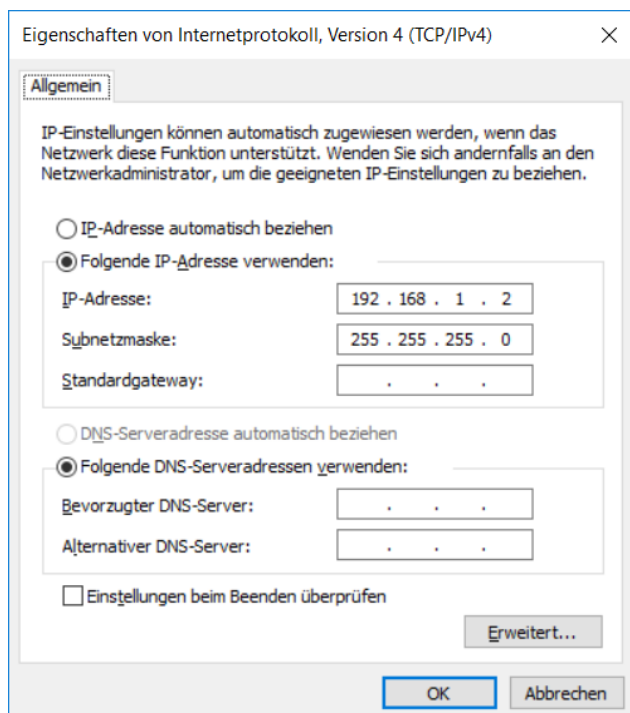 Eigenschaften von Internetprotokoll, Version 4 (TCP/IPv4)
Allgemein
IP-Einstellungen können automatisch zugewiesen werden, wenn das
Netzwerk diese Funktion unterstützt. Wenden Sie sich andernfalls an den
Netzwerkadministrator, um die geeigneten IP-Einstellungen zu beziehen.
IP-Adresse automatisch beziehen
Folgende IP-Adresse verwenden:
IP-Adresse: 192 . 168 . 1 . 2
Subnetzmaske: 255 . 255 . 255 . 0
Standardgateway: . . .
DNS-Serveradresse automatisch beziehen
Folgende DNS-Serveradressen verwenden:
Bevorzugter DNS-Server: . . .
Alternativer DNS-Server: . . .
Einstellungen beim Beenden überprüfen
Erweitert...
OK Abbrechen